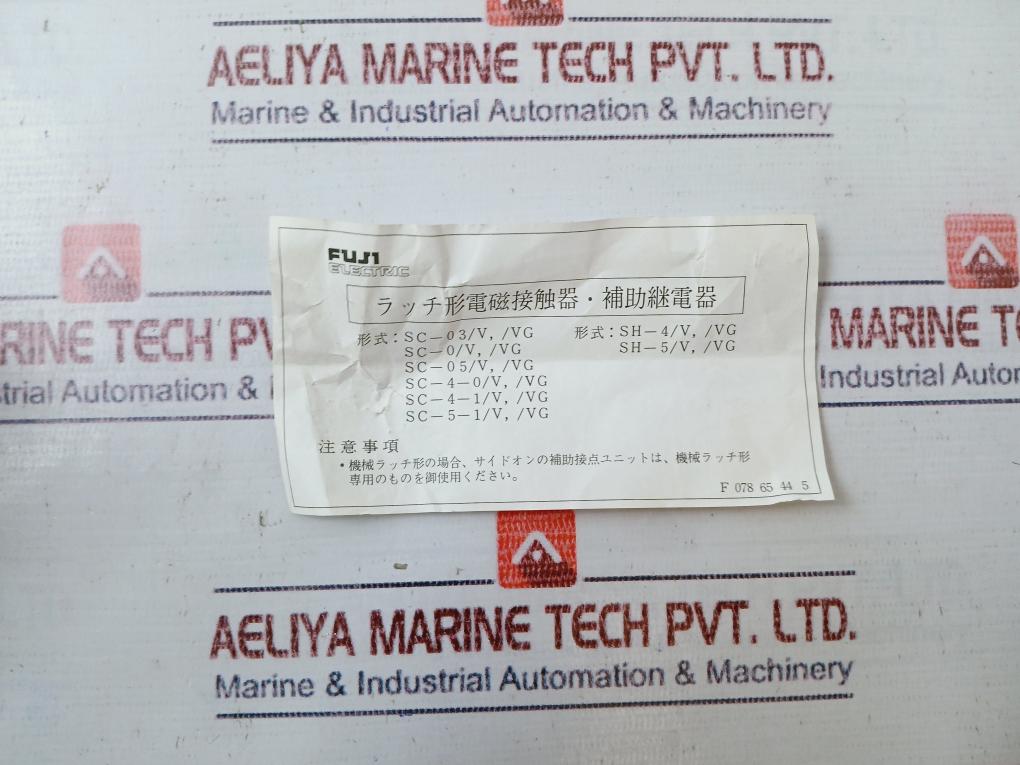 AELIYA MARINE TECH PVT. LTD.
Marine & Industrial Automation & Machinery
FUJI
ELECTRIC
ラッチ形電磁接触器・補助継電器
形式：SC－03/V, /VG
SC－0/V, /VG
SC－05/V, /VG
SC－4－0/V, /VG
SC－4－1/V, /VG
SC－5－1/V, /VG
形式：SH－4/V, /VG
SH－5/V, /VG
注意事項
・機械ラッチ形の場合、サイドオンの補助接点ユニットは、機械ラッチ形
専用のものを御使用ください。
F 078 65 44 5
RINE TECH PV
trial Automation &
MARINE T
Industrial Autor
AELIYA MARINE TECH PVT. LTD.
Marine & Industrial Automation & Machinery